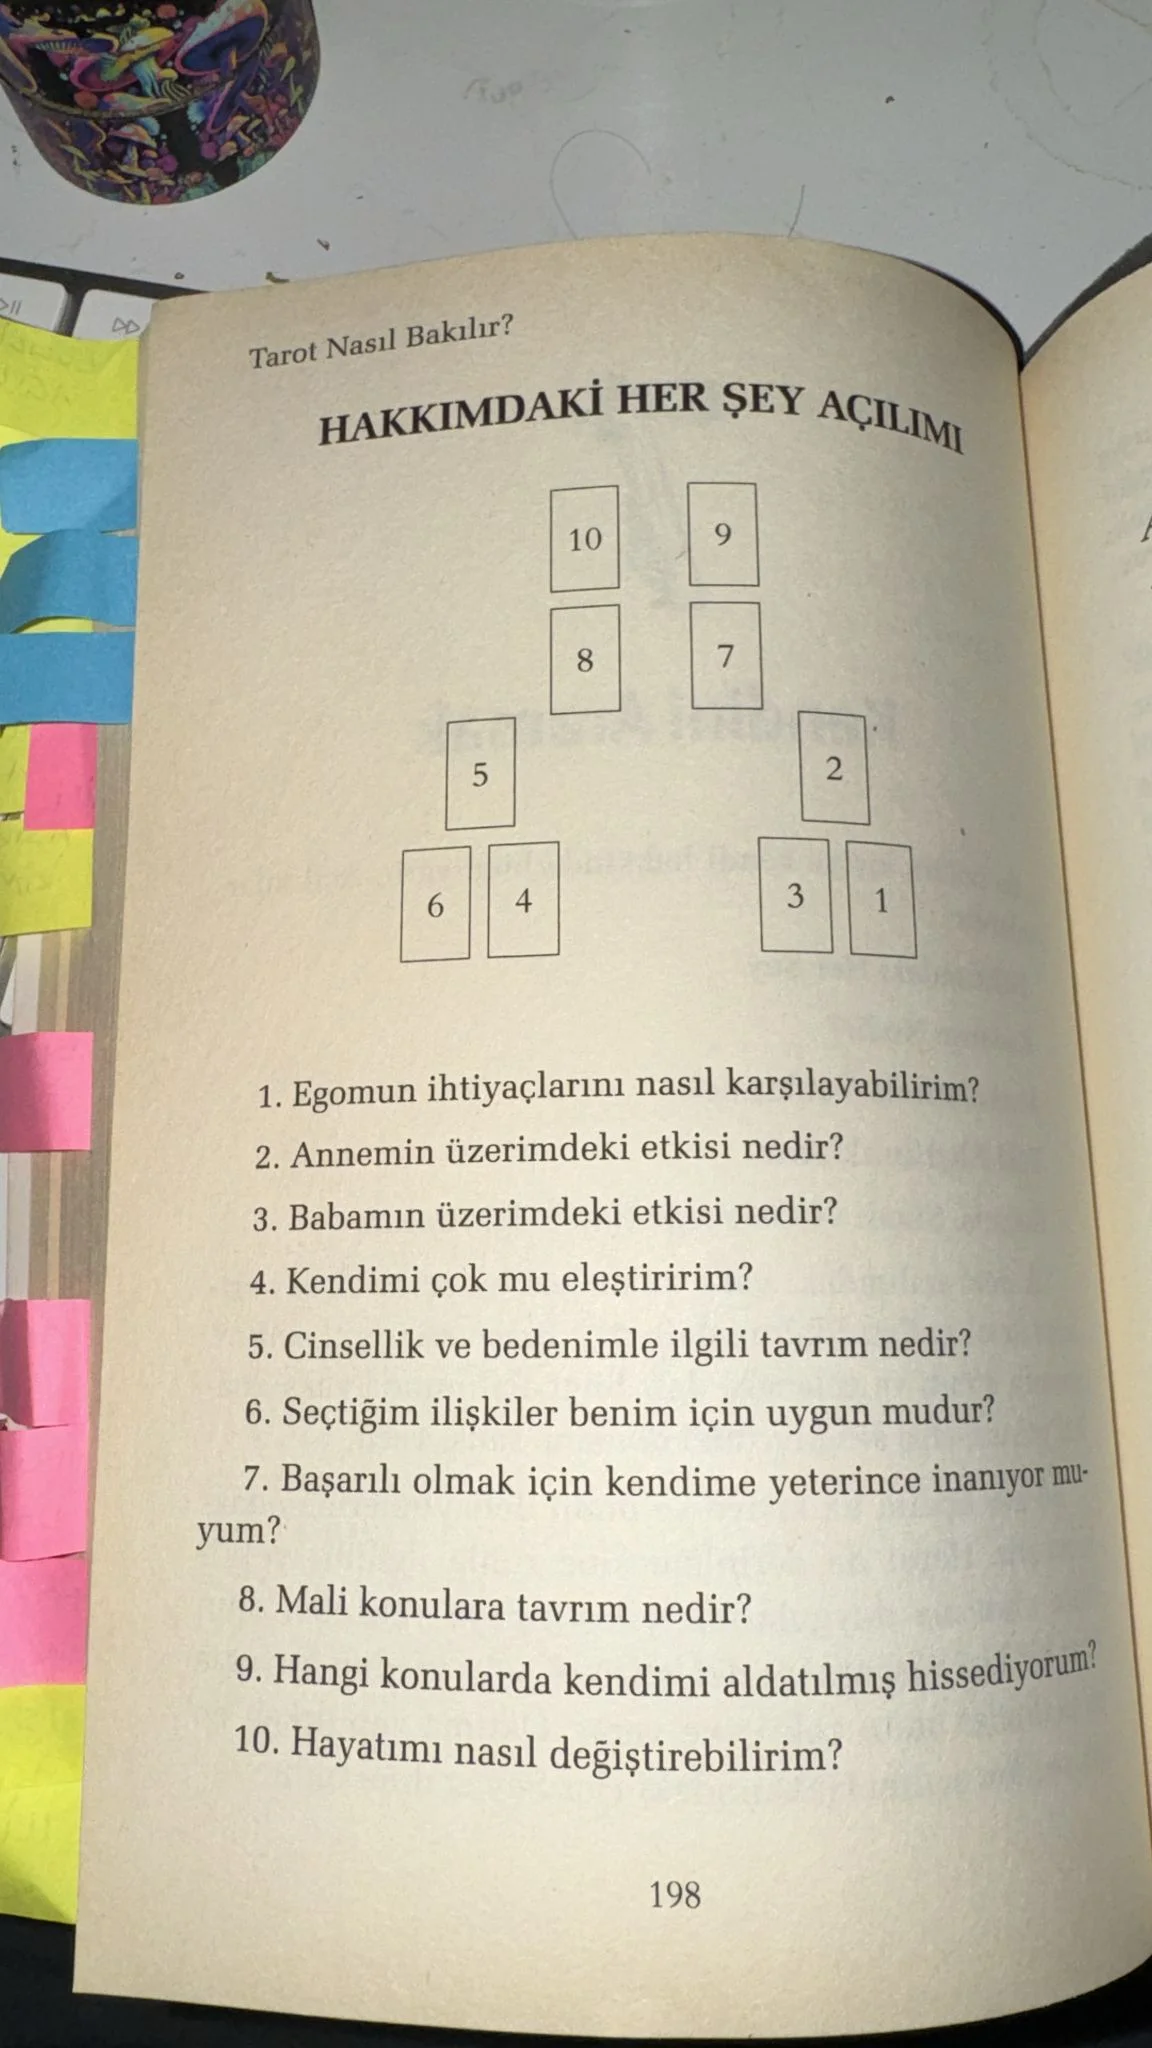 Tarot Nasıl Bakılır?
HAKKIMDAKİ HER ŞEY AÇILIMI
10 9
8 7
5 2
6 4 3 1
1. Egomun ihtiyaçlarını nasıl karşılayabilirim?
2. Annemin üzerimdeki etkisi nedir?
3. Babamın üzerimdeki etkisi nedir?
4. Kendimi çok mu eleştiririm?
5. Cinsellik ve bedenimle ilgili tavrım nedir?
6. Seçtiğim ilişkiler benim için uygun mudur?
7. Başarılı olmak için kendime yeterince inanıyor mu-
yum?
8. Mali konulara tavrım nedir?
9. Hangi konularda kendimi aldatılmış hissediyorum?
10. Hayatımı nasıl değiştirebilirim?
198